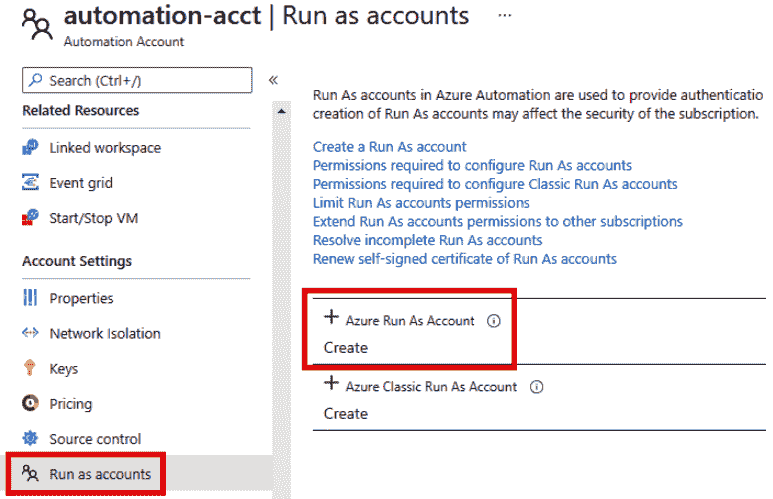 automation-acct | Run as accounts ...
Automation Account
Search (Ctrl+/)
«
Related Resources
Linked workspace
Event grid
Start/Stop VM
Account Settings
Properties
Network Isolation
Keys
Pricing
Source control
Run as accounts
Run As accounts in Azure Automation are used to provide authenticatio
creation of Run As accounts may affect the security of the subscription.
Create a Run As account
Permissions required to configure Run As accounts
Permissions required to configure Classic Run As accounts
Limit Run As accounts permissions
Extend Run As accounts permissions to other subscriptions
Resolve incomplete Run As accounts
Renew self-signed certificate of Run As accounts
+ Azure Run As Account
Create
+ Azure Classic Run As Account
Create